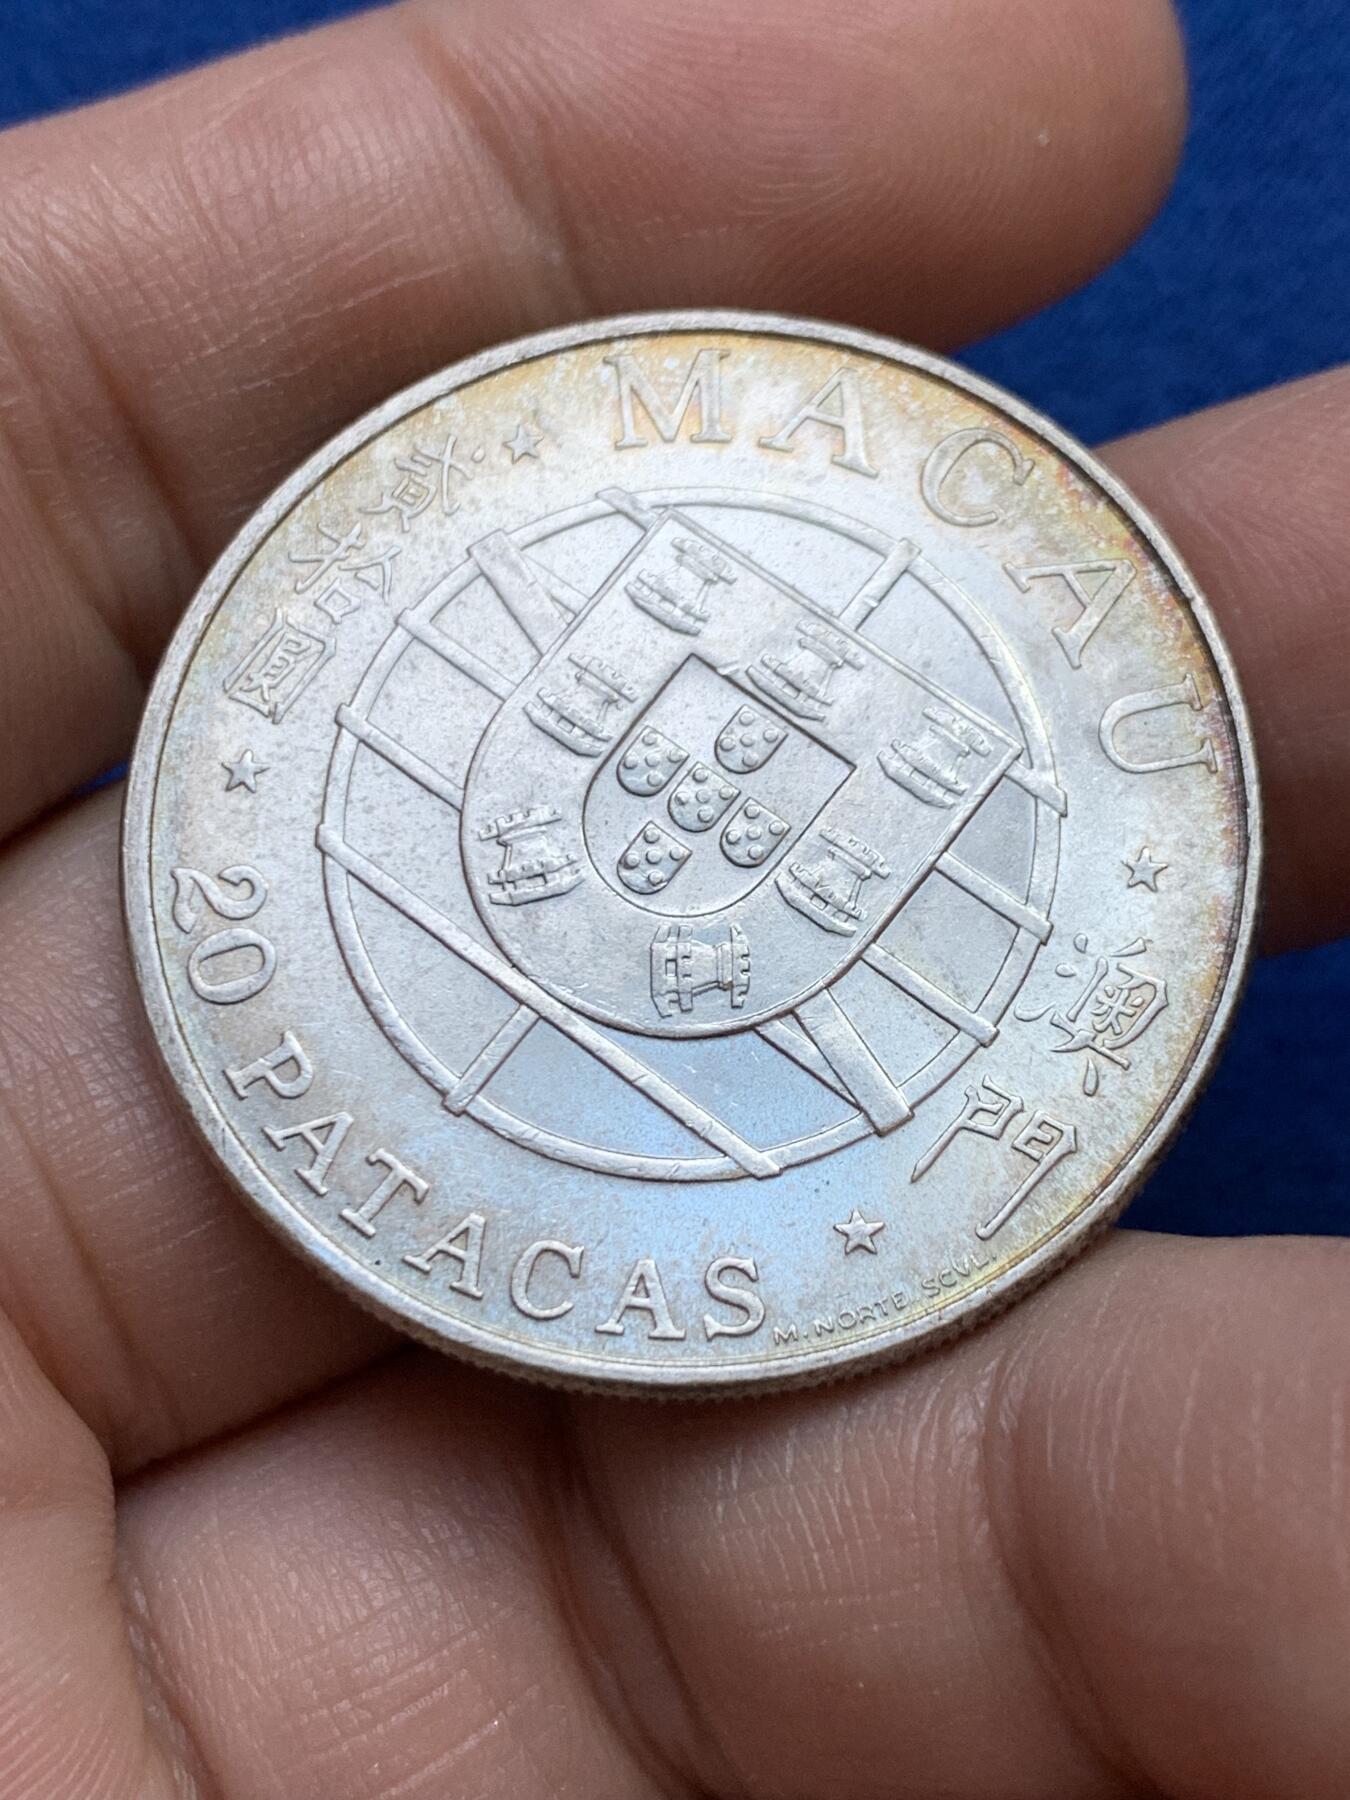 MACAU
澳門
貳拾圓
20 PATACAS
M. NORTE SCVL.